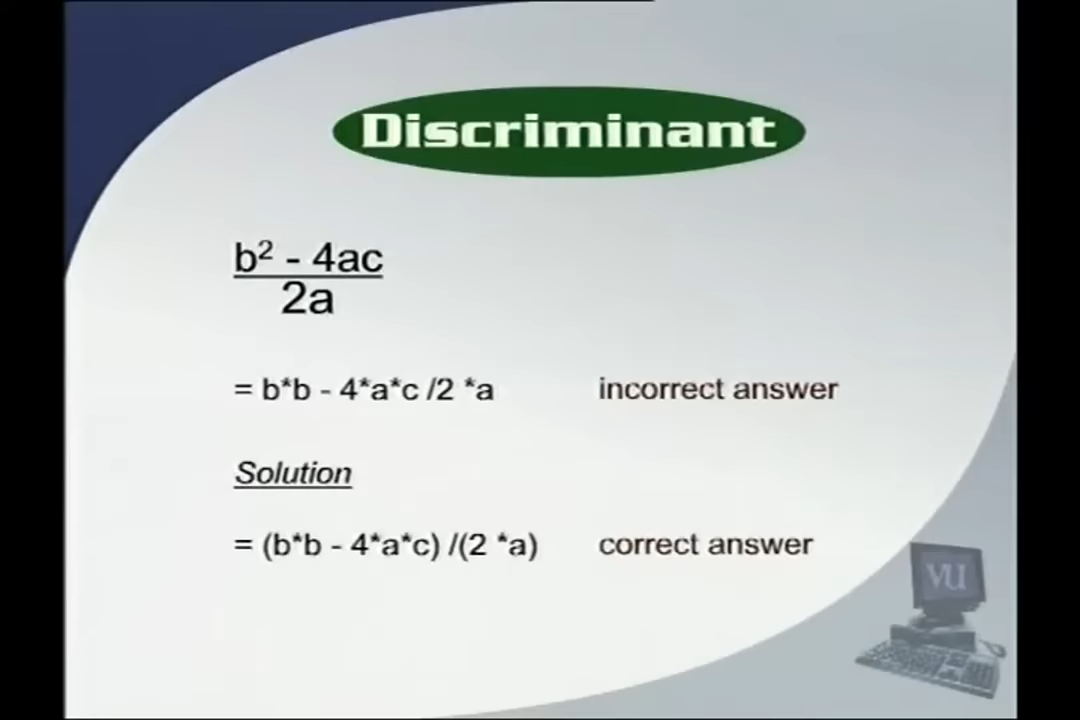 Discriminant
b² - 4ac
2a
= b*b - 4*a*c /2 *a incorrect answer
Solution
= (b*b - 4*a*c) /(2 *a) correct answer
VU